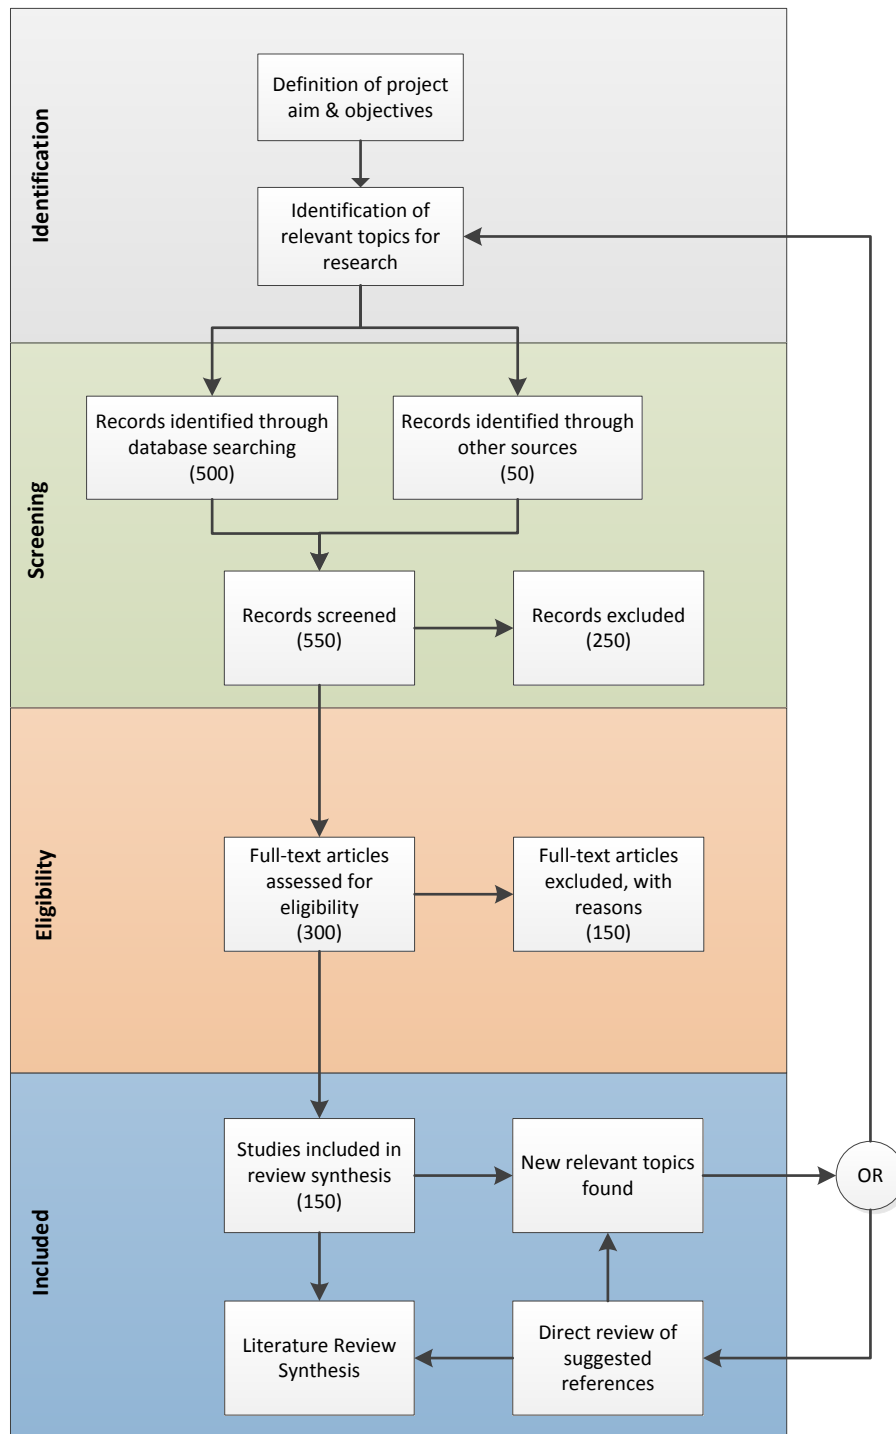 Identification
Definition of project
aim & objectives
Identification of
relevant topics for
research
Screening
Records identified through
database searching
(500)
Records identified through
other sources
(50)
Records screened
(550)
Records excluded
(250)
Eligibility
Full-text articles
assessed for
eligibility
(300)
Full-text articles
excluded, with
reasons
(150)
Included
Studies included in
review synthesis
(150)
New relevant topics
found
OR
Literature Review
Synthesis
Direct review of
suggested
references